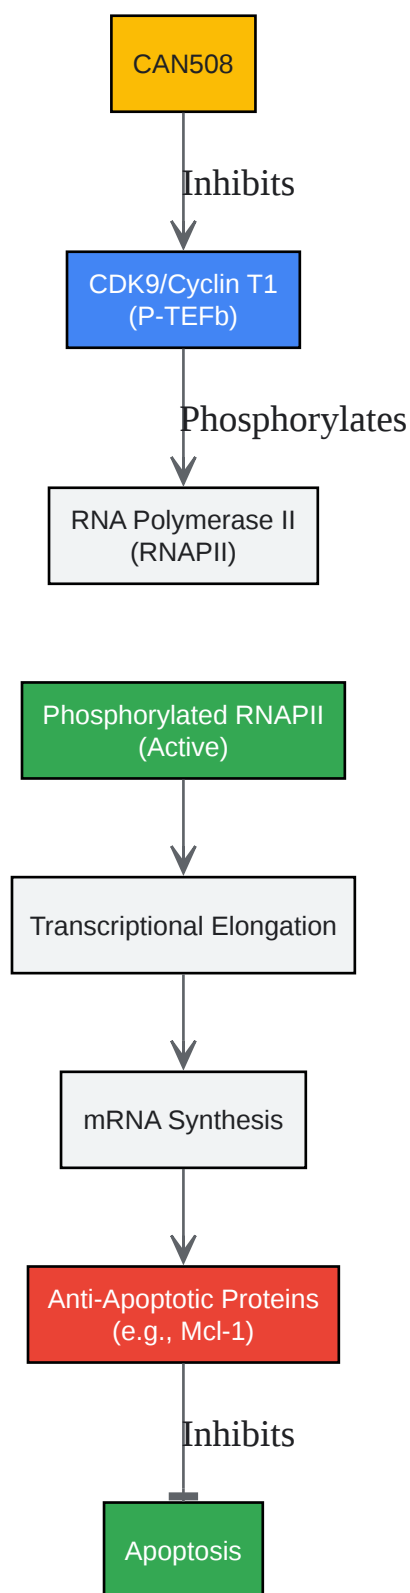 CAN508
Inhibits
CDK9/Cyclin T1
(P-TEFb)
Phosphorylates
RNA Polymerase II
(RNAPII)
Phosphorylated RNAPII
(Active)
Transcriptional Elongation
mRNA Synthesis
Anti-Apoptotic Proteins
(e.g., Mcl-1)
Inhibits
Apoptosis